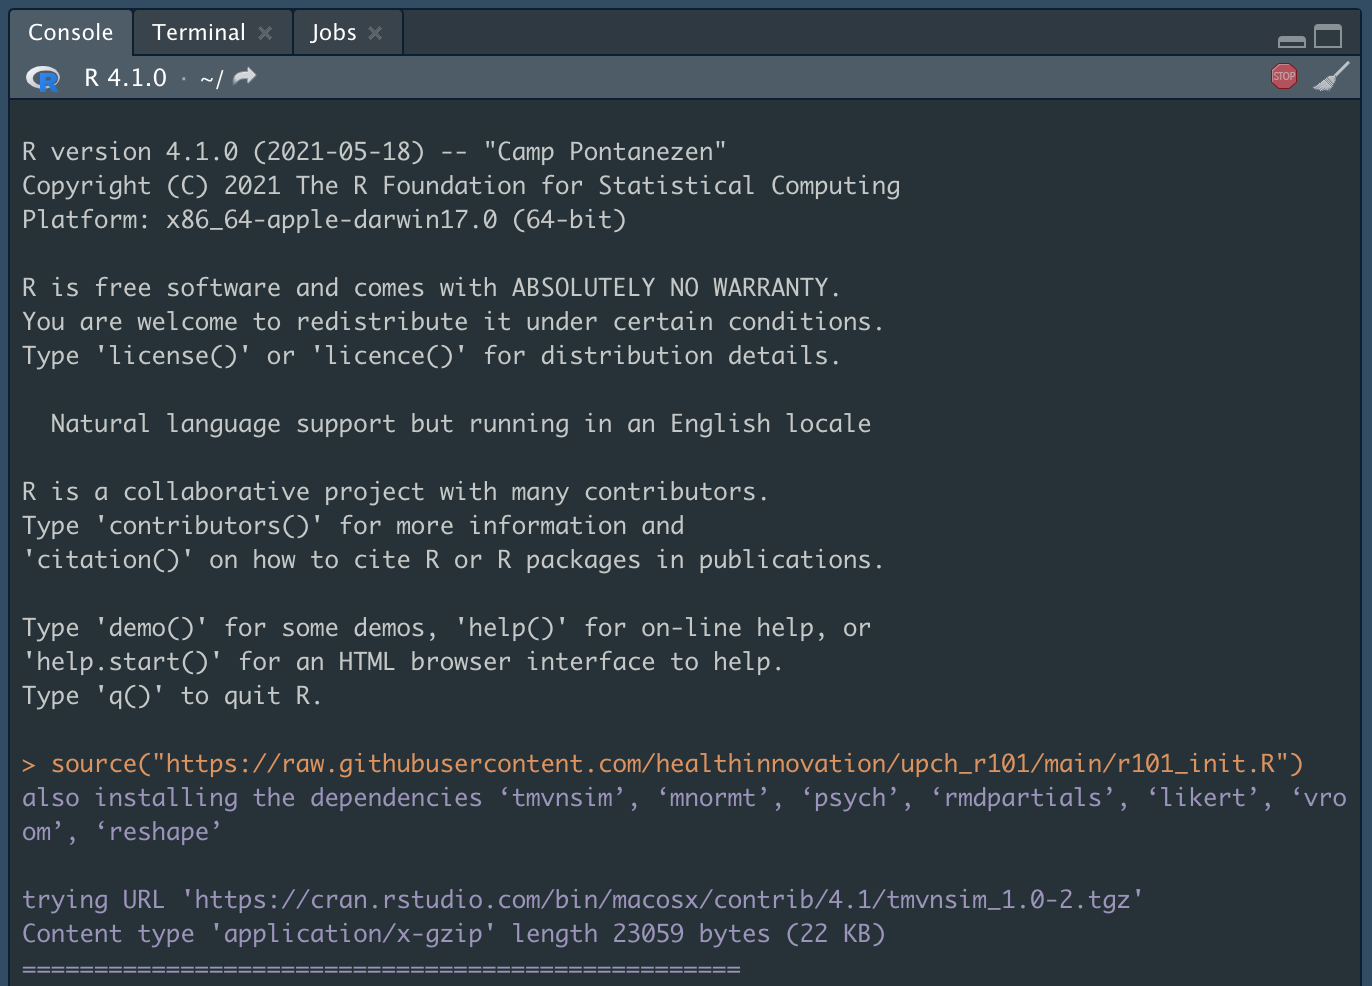 Console Terminal Jobs
R 4.1.0 · ~/
STOP
R version 4.1.0 (2021-05-18) -- "Camp Pontanezen"
Copyright (C) 2021 The R Foundation for Statistical Computing
Platform: x86_64-apple-darwin17.0 (64-bit)
R is free software and comes with ABSOLUTELY NO WARRANTY.
You are welcome to redistribute it under certain conditions.
Type 'license()' or 'licence()' for distribution details.
Natural language support but running in an English locale
R is a collaborative project with many contributors.
Type 'contributors()' for more information and
'citation()' on how to cite R or R packages in publications.
Type 'demo()' for some demos, 'help()' for on-line help, or
'help.start()' for an HTML browser interface to help.
Type 'q()' to quit R.
> source("https://raw.githubusercontent.com/healthinnovation/upch_r101/main/r101_init.R")
also installing the dependencies ‘tmvnsim’, ‘mnormt’, ‘psych’, ‘rmdpartials’, ‘likert’, ‘vro
om’, ‘reshape’
trying URL 'https://cran.rstudio.com/bin/macosx/contrib/4.1/tmvnsim_1.0-2.tgz'
Content type 'application/x-gzip' length 23059 bytes (22 KB)
==================================================